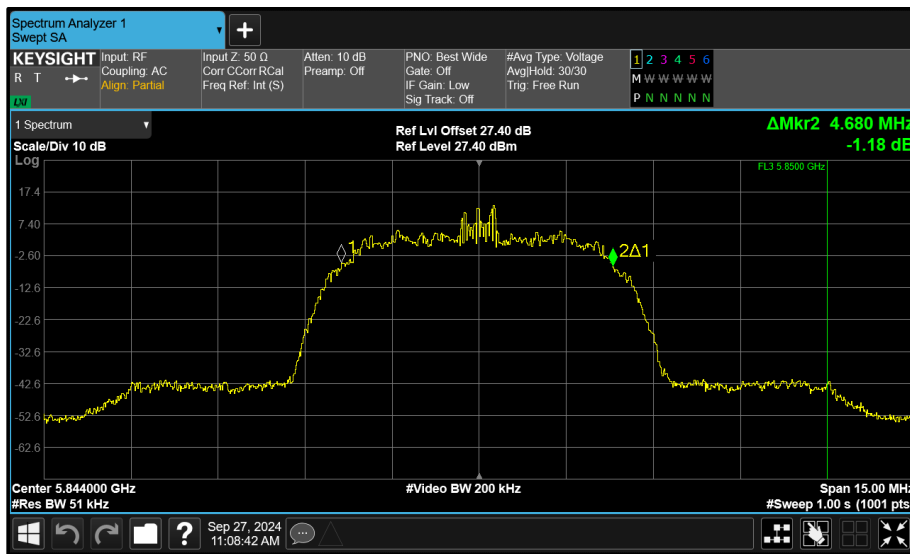 Spectrum Analyzer 1
Swept SA
KEYSIGHT
R T
LXI
Input: RF
Coupling: AC
Align: Partial
Input Z: 50 Ω
Corr CCorr RCal
Freq Ref: Int (S)
Atten: 10 dB
Preamp: Off
PNO: Best Wide
Gate: Off
IF Gain: Low
Sig Track: Off
#Avg Type: Voltage
Avg|Hold: 30/30
Trig: Free Run
1 2 3 4 5 6
M W W W W W
P N N N N N
1 Spectrum
Scale/Div 10 dB
Log
Ref Lvl Offset 27.40 dB
Ref Level 27.40 dBm
ΔMkr2 4.680 MHz
-1.18 dB
FL3 5.8500 GHz
17.4
7.40
-2.60
-12.6
-22.6
-32.6
-42.6
-52.6
-62.6
1
2Δ1
Center 5.844000 GHz
#Res BW 51 kHz
#Video BW 200 kHz
Span 15.00 MHz
#Sweep 1.00 s (1001 pts
Sep 27, 2024
11:08:42 AM